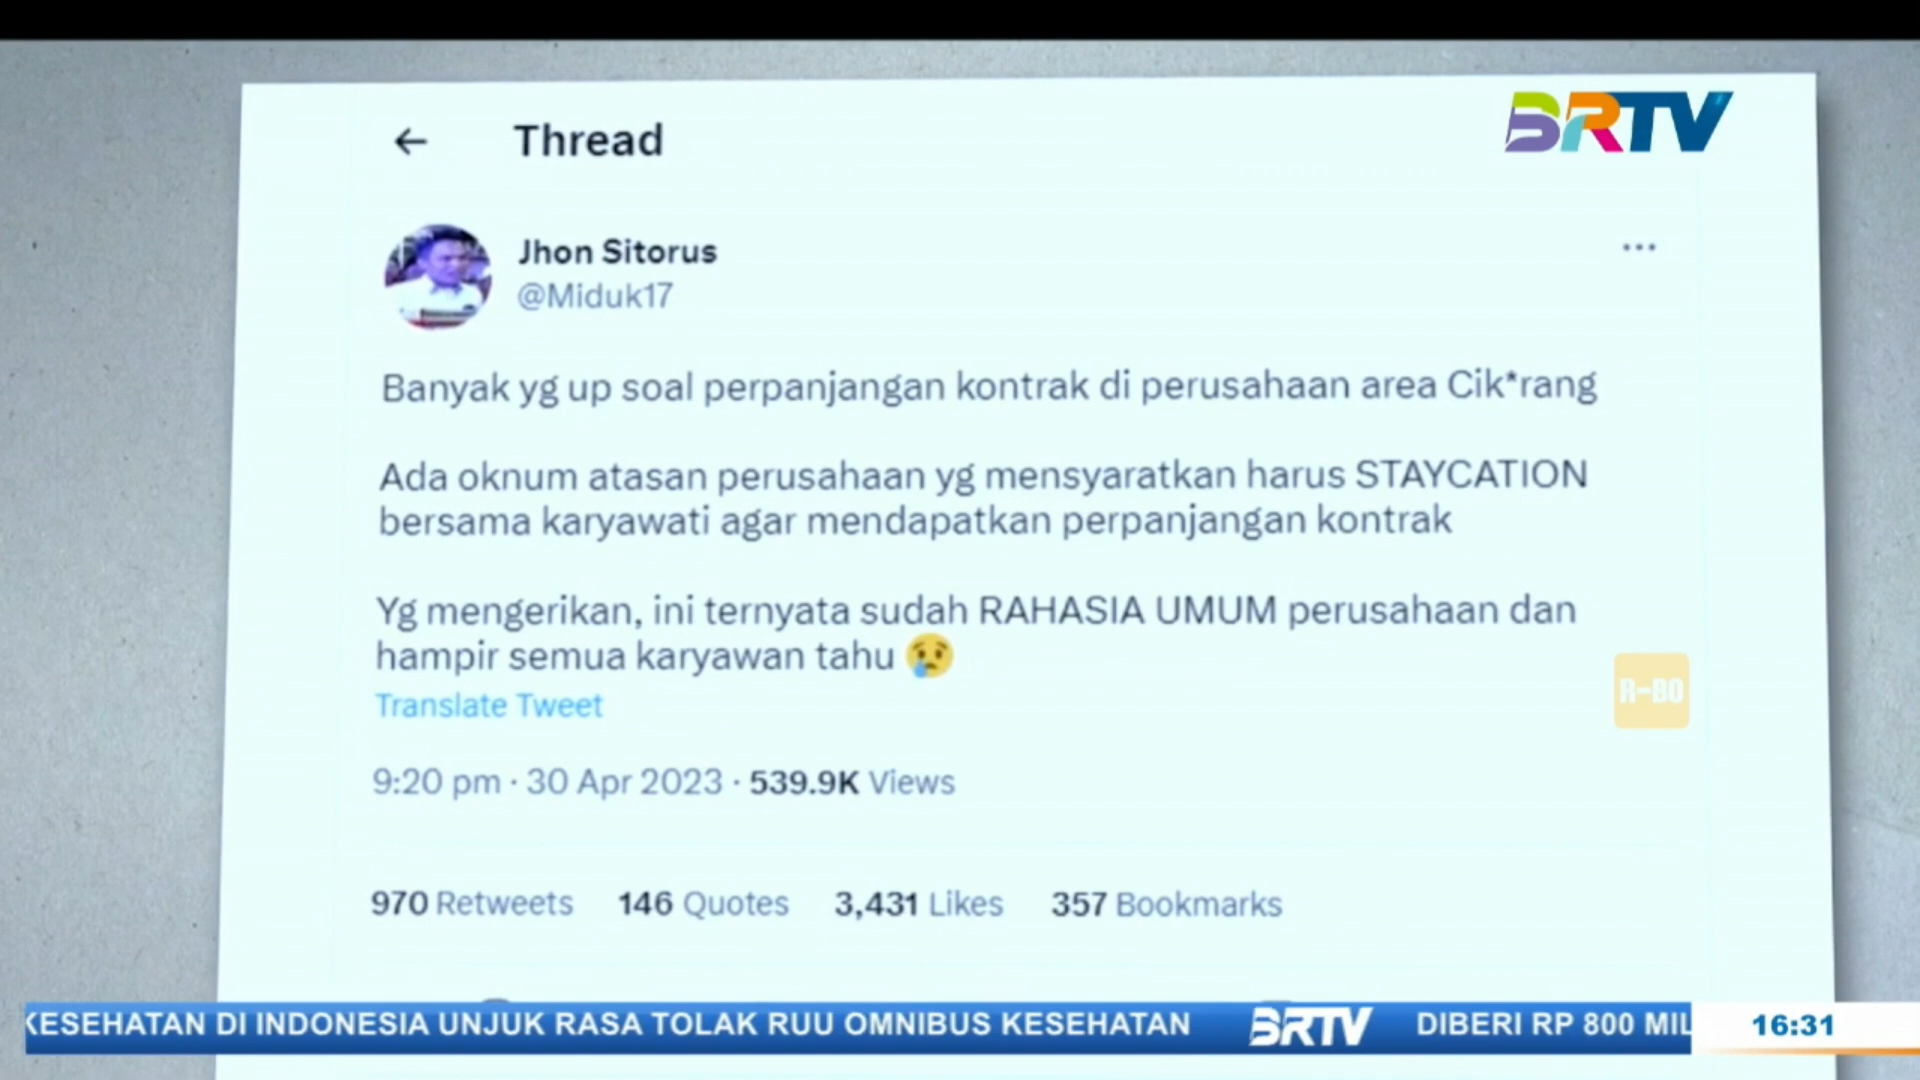 BRTV
Thread
Jhon Sitorus
@Miduk17
Banyak yg up soal perpanjangan kontrak di perusahaan area Cik*rang
Ada oknum atasan perusahaan yg mensyaratkan harus STAYCATION
bersama karyawati agar mendapatkan perpanjangan kontrak
Yg mengerikan, ini ternyata sudah RAHASIA UMUM perusahaan dan
hampir semua karyawan tahu 😢
R-BO
Translate Tweet
9:20 pm · 30 Apr 2023 · 539.9K Views
970 Retweets 146 Quotes 3,431 Likes 357 Bookmarks
KESEHATAN DI INDONESIA UNJUK RASA TOLAK RUU OMNIBUS KESEHATAN BRTV DIBERI RP 800 MIL 16:31